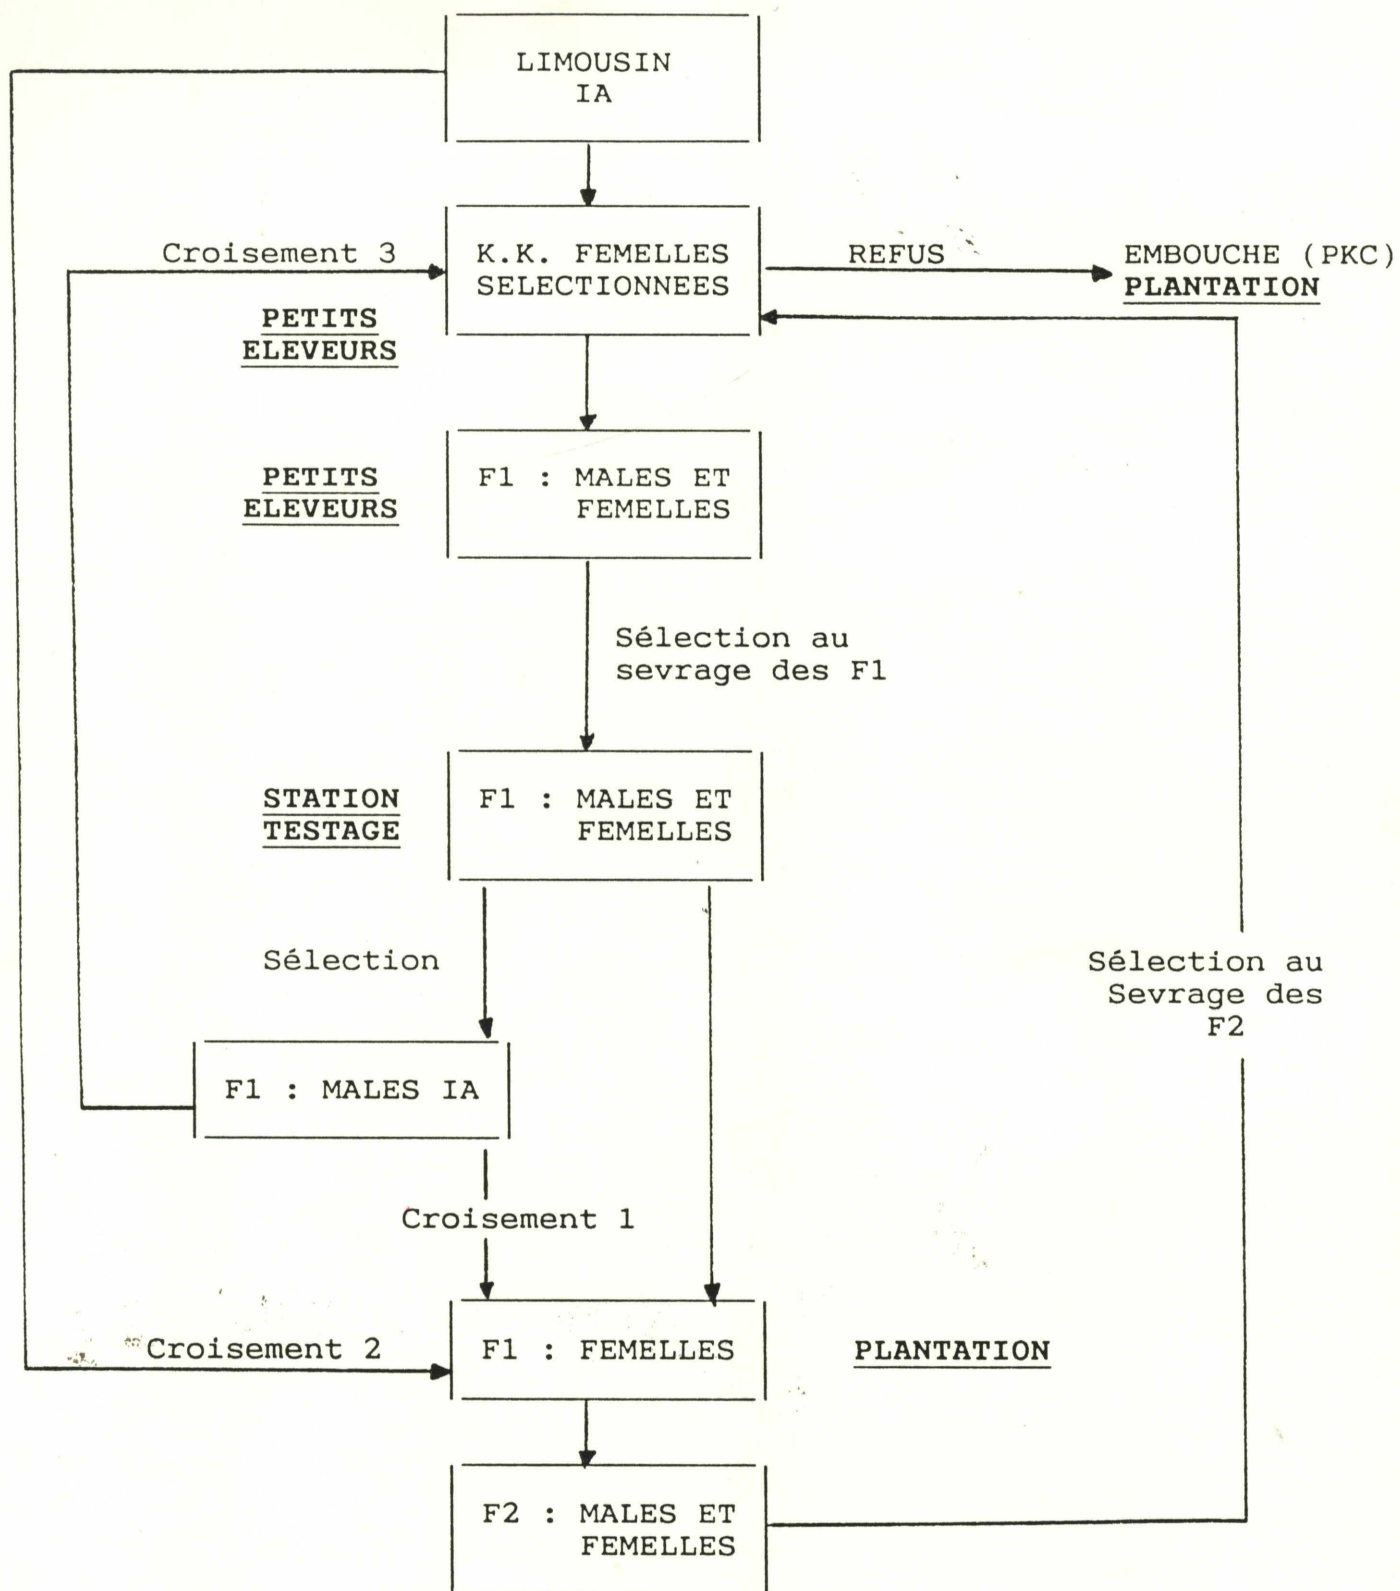 LIMOUSIN
IA
Croisement 3
K.K. FEMELLES
SELECTIONNEES
REFUS
EMBOUCHE (PKC)
PLANTATION
PETITS
ELEVEURS
PETITS
ELEVEURS
F1 : MALES ET
FEMELLES
Sélection au
sevrage des F1
STATION
TESTAGE
F1 : MALES ET
FEMELLES
Sélection
Sélection au
Sevrage des
F2
F1 : MALES IA
Croisement 1
Croisement 2
F1 : FEMELLES
PLANTATION
F2 : MALES ET
FEMELLES